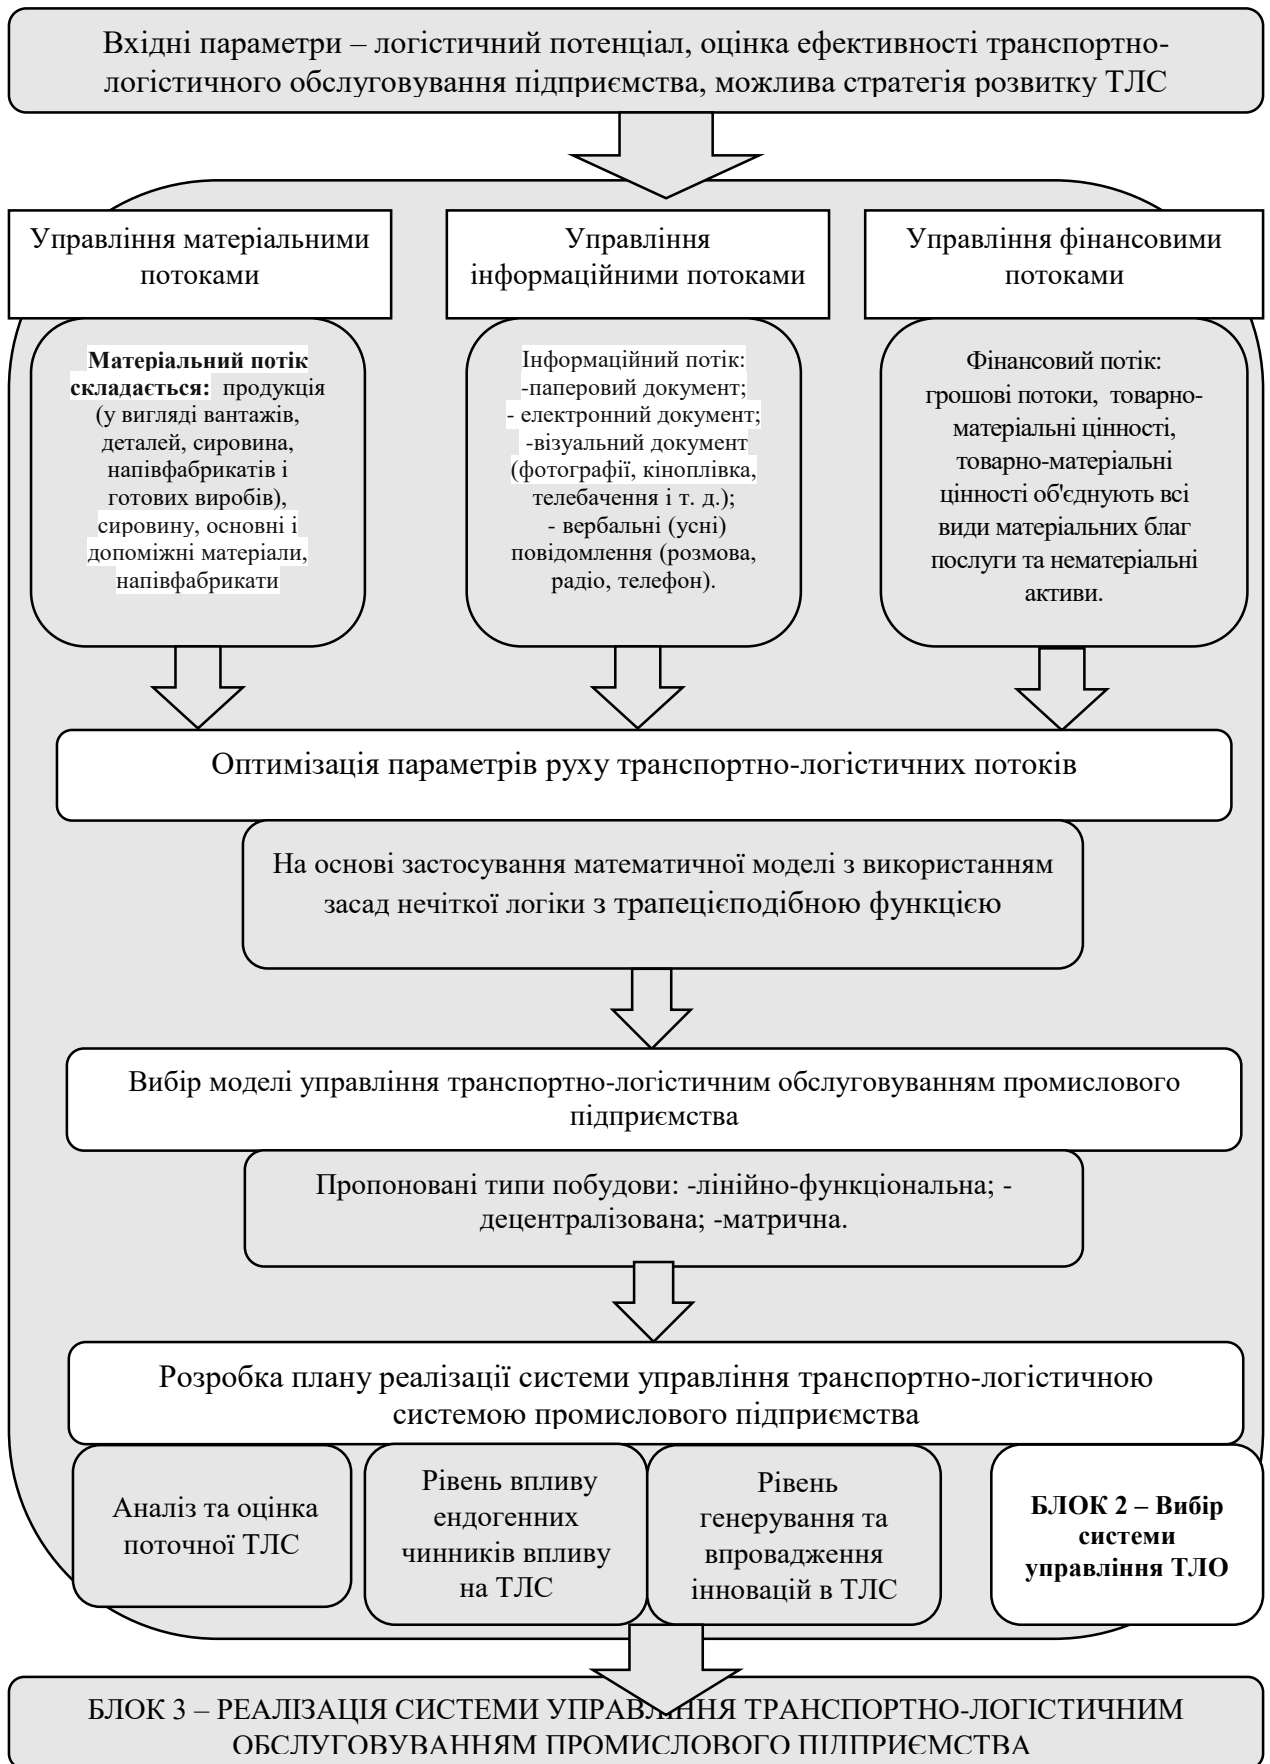 Вхідні параметри – логістичний потенціал, оцінка ефективності транспортно-
логістичного обслуговування підприємства, можлива стратегія розвитку ТЛС
Управління матеріальними
потоками
Управління
інформаційними потоками
Управління фінансовими
потоками
Матеріальний потік
складається: продукція
(у вигляді вантажів,
деталей, сировина,
напівфабрикатів і
готових виробів),
сировину, основні і
допоміжні матеріали,
напівфабрикати
Інформаційний потік:
-паперовий документ;
- електронний документ;
-візуальний документ
(фотографії, кіноплівка,
телебачення і т. д.);
- вербальні (усні)
повідомлення (розмова,
радіо, телефон).
Фінансовий потік:
грошові потоки, товарно-
матеріальні цінності,
товарно-матеріальні
цінності об'єднують всі
види матеріальних благ
послуги та нематеріальні
активи.
Оптимізація параметрів руху транспортно-логістичних потоків
На основі застосування математичної моделі з використанням
засад нечіткої логіки з трапецієподібною функцією
Вибір моделі управління транспортно-логістичним обслуговуванням промислового
підприємства
Пропоновані типи побудови: -лінійно-функціональна; -
децентралізована; -матрична.
Розробка плану реалізації системи управління транспортно-логістичною
системою промислового підприємства
Аналіз та оцінка
поточної ТЛС
Рівень впливу
ендогенних
чинників впливу
на ТЛС
Рівень
генерування та
впровадження
інновацій в ТЛС
БЛОК 2 – Вибір
системи
управління ТЛО
БЛОК 3 – РЕАЛІЗАЦІЯ СИСТЕМИ УПРАВЛІННЯ ТРАНСПОРТНО-ЛОГІСТИЧНИМ
ОБСЛУГОВУВАННЯМ ПРОМИСЛОВОГО ПІДПРИЄМСТВА